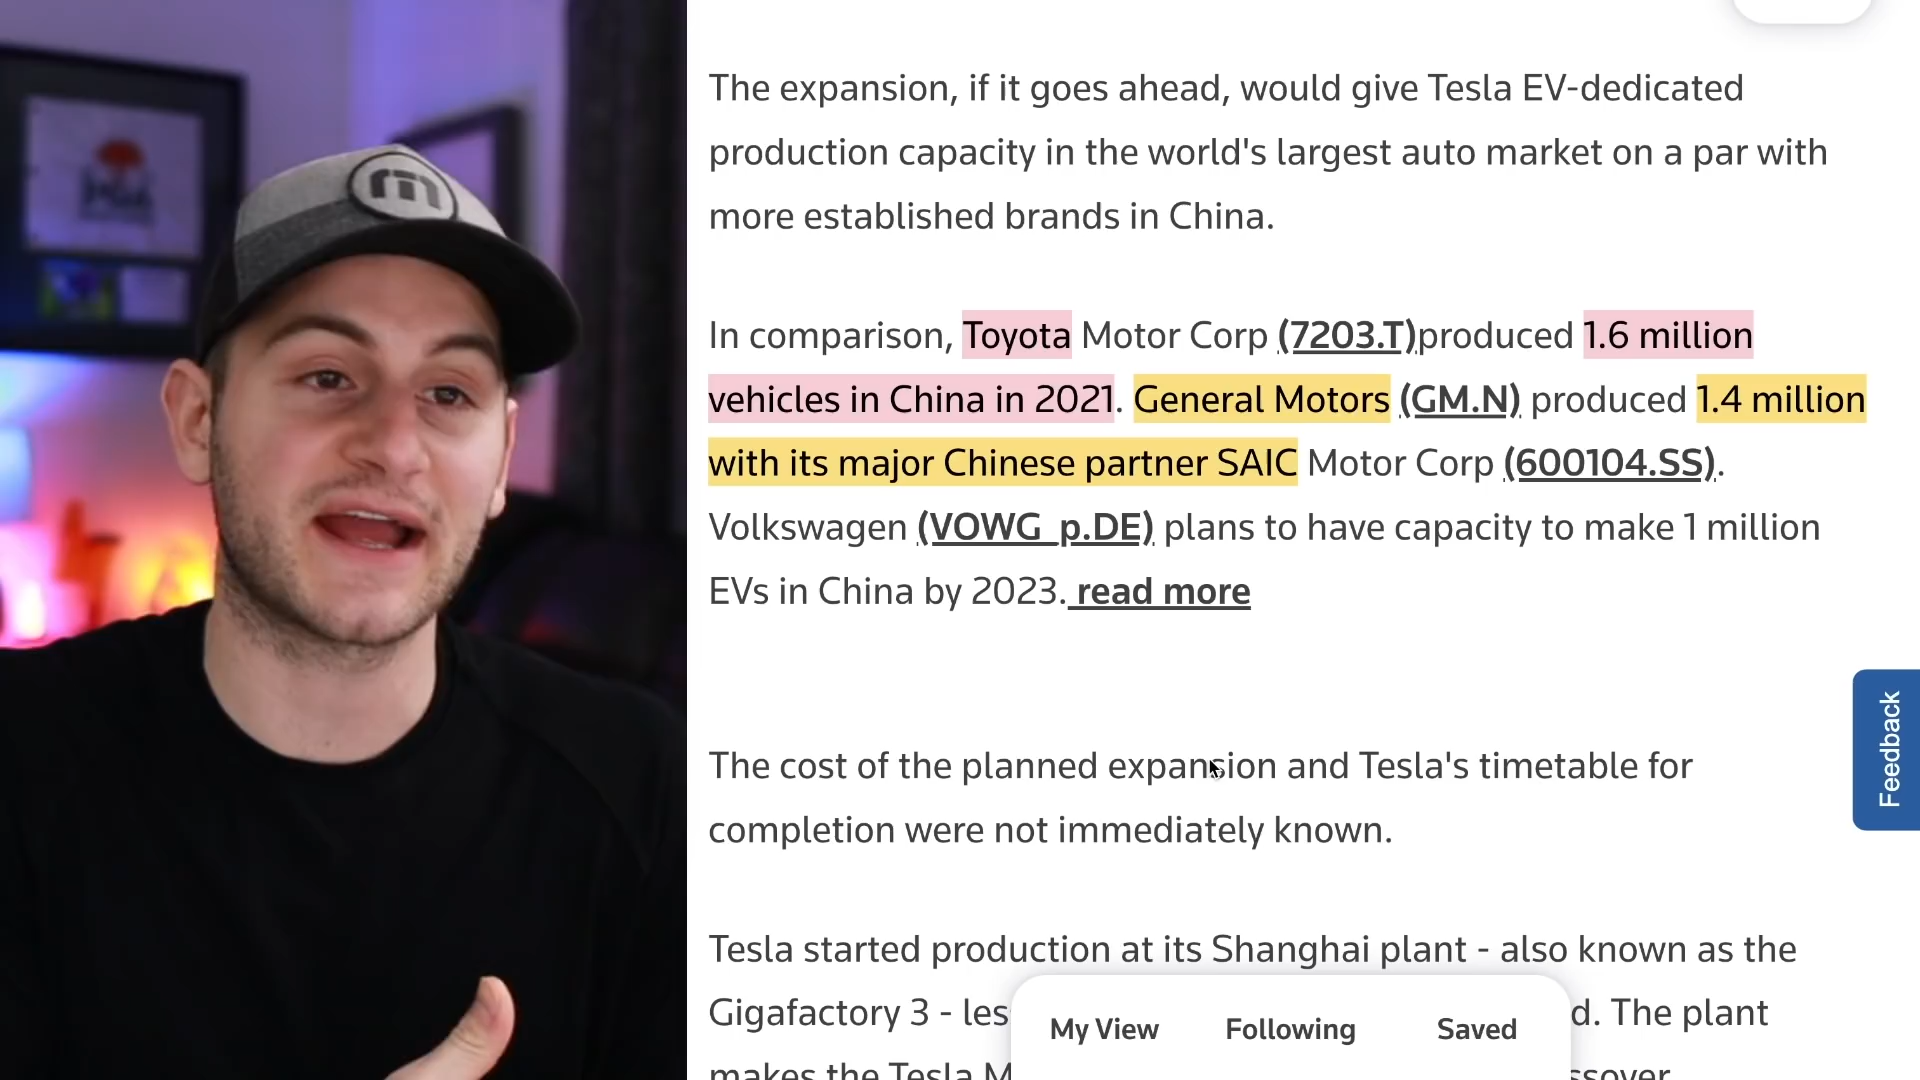 The expansion, if it goes ahead, would give Tesla EV-dedicated
production capacity in the world's largest auto market on a par with
more established brands in China.
In comparison, Toyota Motor Corp (7203.T)produced 1.6 million
vehicles in China in 2021. General Motors (GM.N) produced 1.4 million
with its major Chinese partner SAIC Motor Corp (600104.SS).
Volkswagen (VOWG_p.DE) plans to have capacity to make 1 million
EVs in China by 2023. read more
Feedback
The cost of the planned expansion and Tesla's timetable for
completion were not immediately known.
Tesla started production at its Shanghai plant - also known as the
Gigafactory 3 - les d. The plant
makes the Tesla M ssover
My View Following Saved